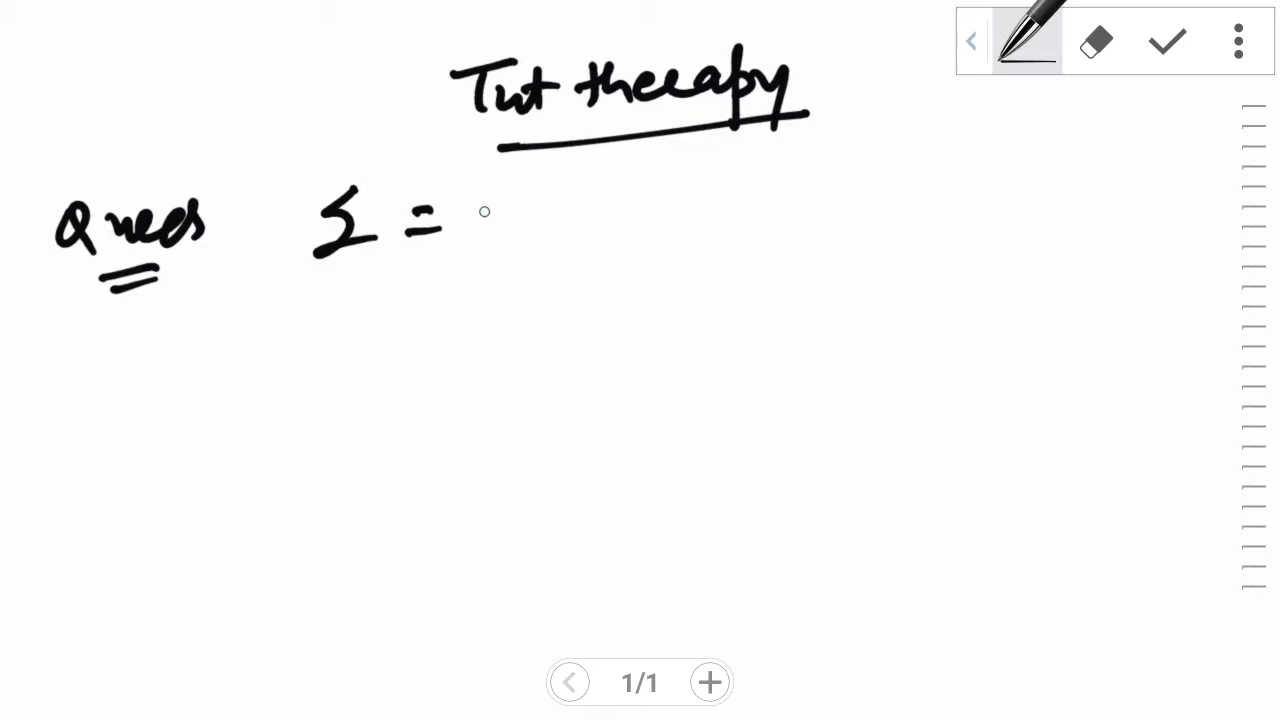 Tut therapy
Ques Σ =
1/1